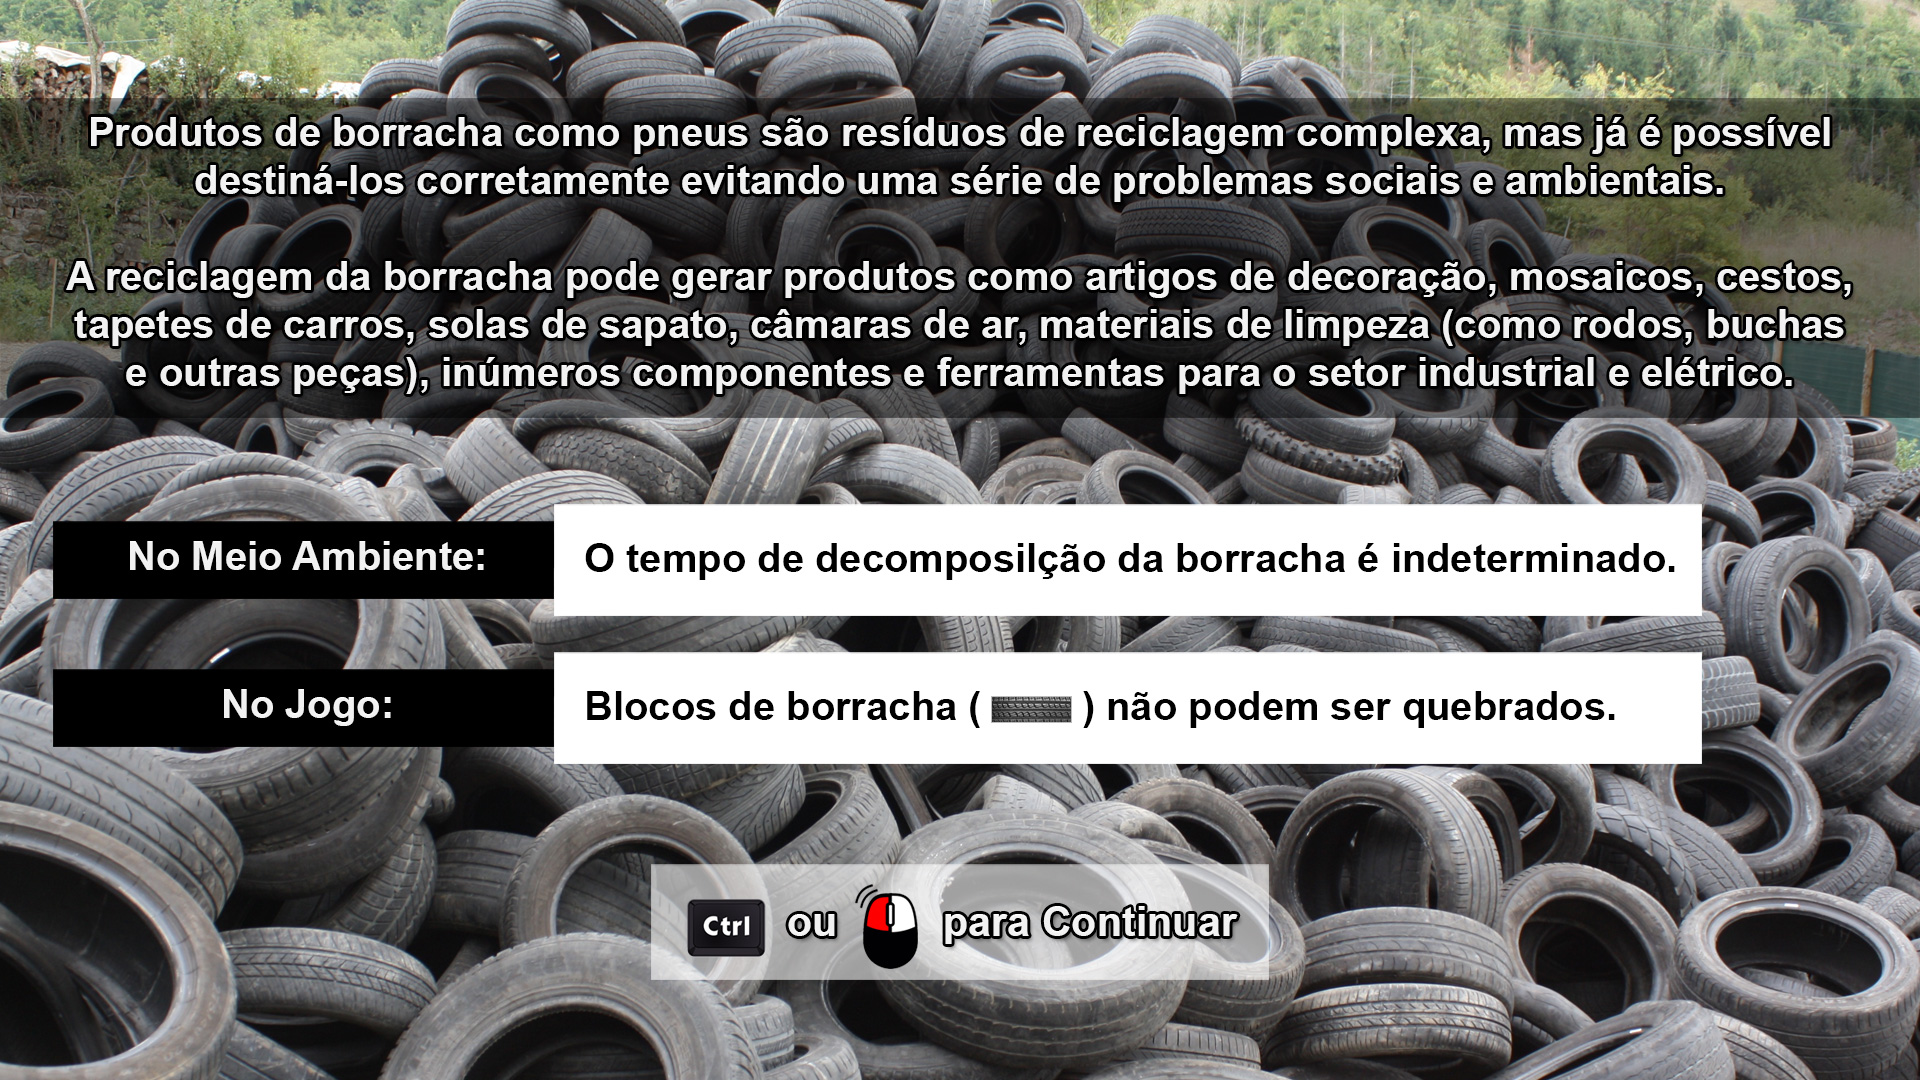 Produtos de borracha como pneus são resíduos de reciclagem complexa, mas já é possível
destiná-los corretamente evitando uma série de problemas sociais e ambientais.
A reciclagem da borracha pode gerar produtos como artigos de decoração, mosaicos, cestos,
tapetes de carros, solas de sapato, câmaras de ar, materiais de limpeza (como rodos, buchas
e outras peças), inúmeros componentes e ferramentas para o setor industrial e elétrico.
No Meio Ambiente: O tempo de decomposilção da borracha é indeterminado.
No Jogo: Blocos de borracha ( ) não podem ser quebrados.
Ctrl ou para Continuar